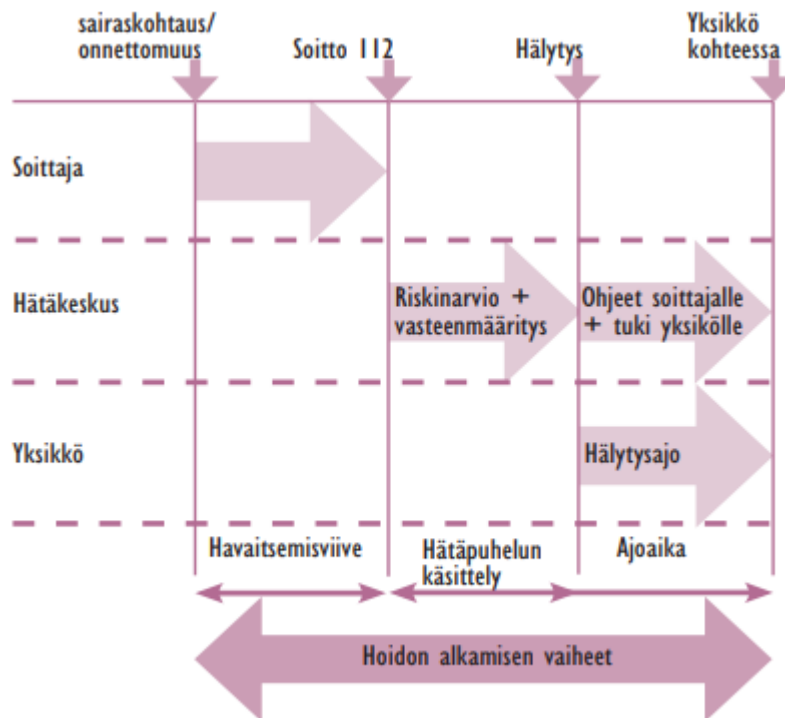 sairaskohtaus/
onnettomuus
Soitto 112
Hälytys
Yksikkö
kohteessa
Soittaja
Hätäkeskus
Riskinarvio +
vasteenmääritys
Ohjeet soittajalle
+ tuki yksikölle
Yksikkö
Hälytysajo
Havaitsemisviive
Hätäpuhelun
käsittely
Ajoaika
Hoidon alkamisen vaiheet